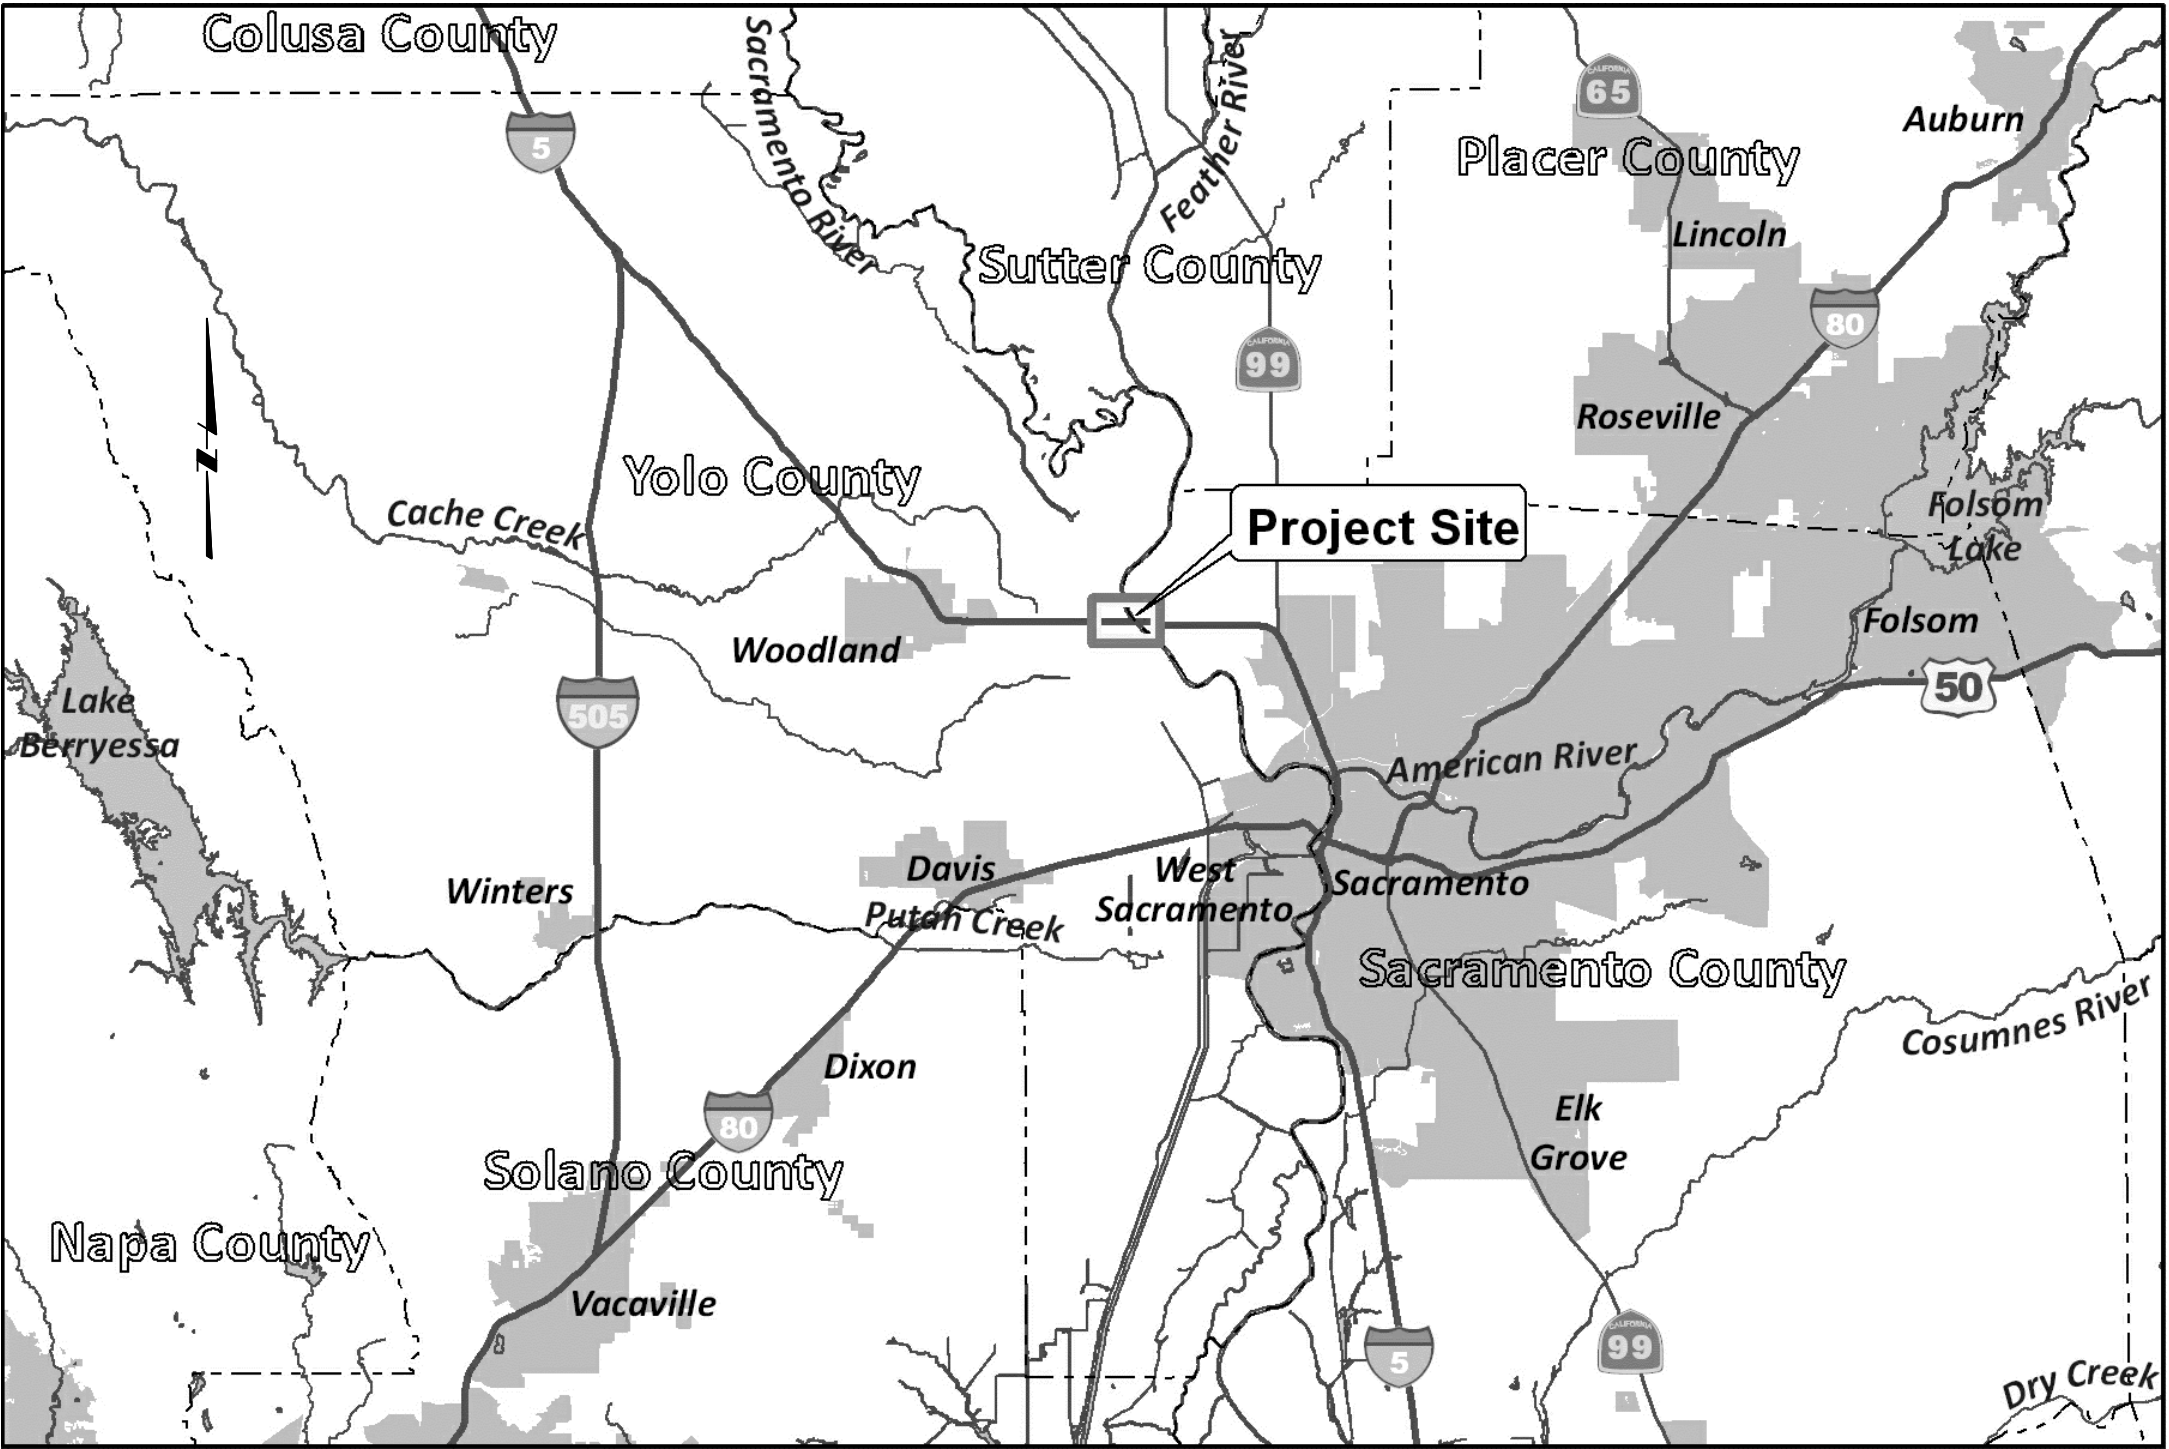 Colusa County
Sacramento River
Feather River
CALIFORNIA
65
Auburn
5
Placer County
Lincoln
Sutter County
80
CALIFORNIA
99
Roseville
Yolo County
Cache Creek
Project Site
Folsom
Lake
Folsom
Woodland
50
505
Lake
Berryessa
American River
Davis
West
Sacramento
Sacramento
Winters
Putah Creek
Sacramento County
Cosumnes River
Dixon
80
Elk
Grove
Solano County
Napa County
Vacaville
CALIFORNIA
99
5
Dry Creek